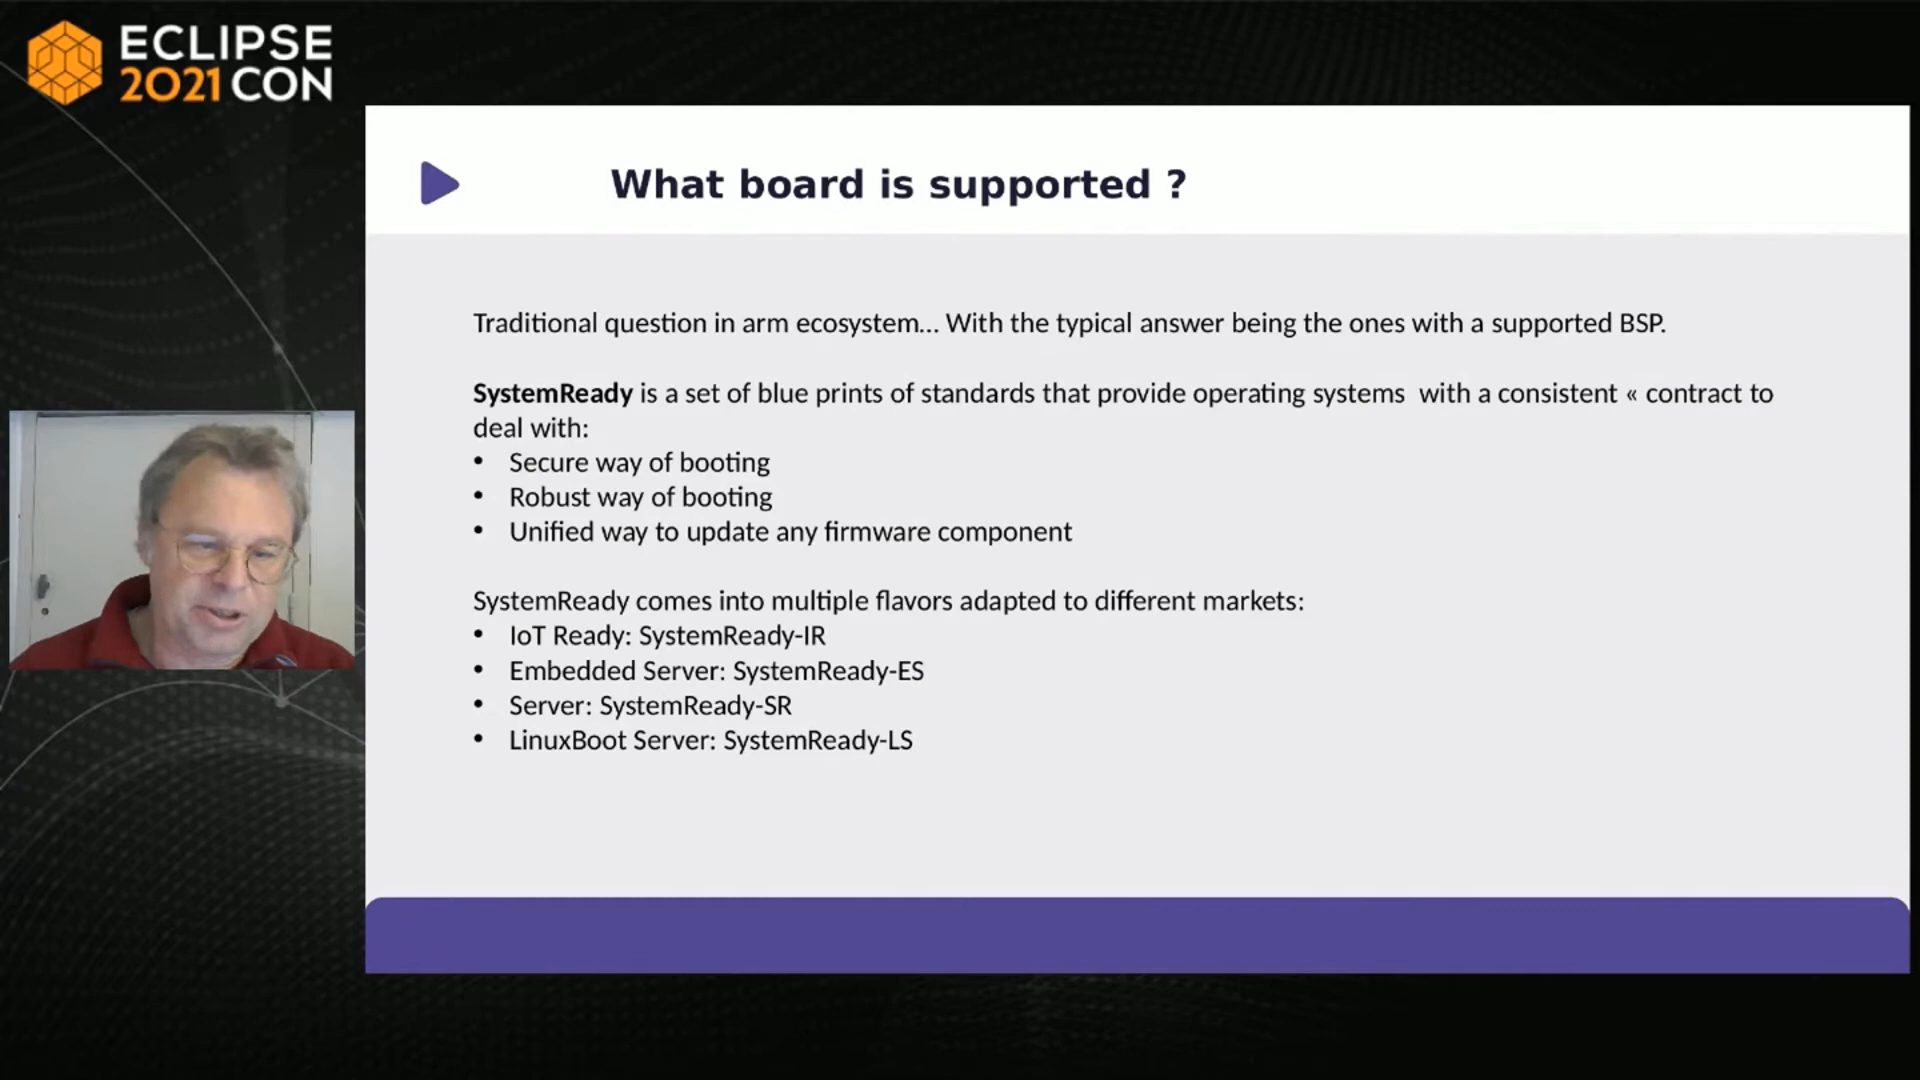 ECLIPSE
2021 CON
What board is supported ?
Traditional question in arm ecosystem... With the typical answer being the ones with a supported BSP.
SystemReady is a set of blue prints of standards that provide operating systems  with a consistent « contract to
deal with:
• Secure way of booting
• Robust way of booting
• Unified way to update any firmware component
SystemReady comes into multiple flavors adapted to different markets:
• IoT Ready: SystemReady-IR
• Embedded Server: SystemReady-ES
• Server: SystemReady-SR
• LinuxBoot Server: SystemReady-LS